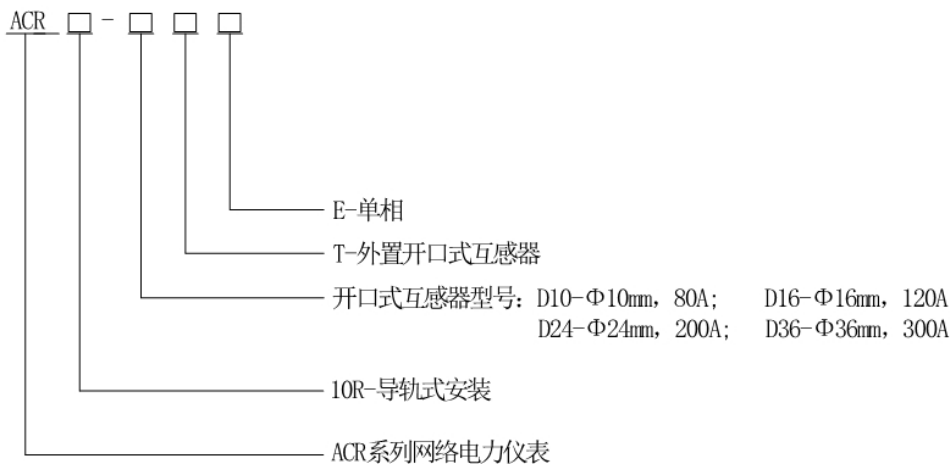 ACR □ - □ □ □
E-单相
T-外置开口式互感器
开口式互感器型号: D10-Φ10mm, 80A; D16-Φ16mm, 120A
D24-Φ24mm, 200A; D36-Φ36mm, 300A
10R-导轨式安装
ACR系列网络电力仪表